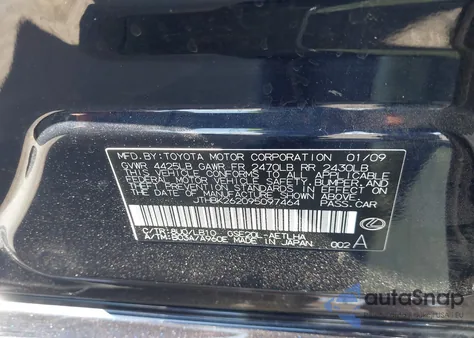 MFD.BY:TOYOTA MOTOR CORPORATION 01/09
GVWR 4425LB GAWR FR 2470LB RR 2430LB
THIS VEHICLE CONFORMS TO ALL APPLICABLE
FEDERAL MOTOR VEHICLE SAFETY, BUMPER, AND
THEFT PREVENTION STANDARDS IN EFFECT ON THE DATE
OF MANUFACTURE SHOWN ABOVE.
JTHBK262095097464 PASS.CAR
C/TR:8U0/LB10 GSE20L-AETLHA
A/TM:B03A/A960E MADE IN JAPAN 002 A
autoSnap